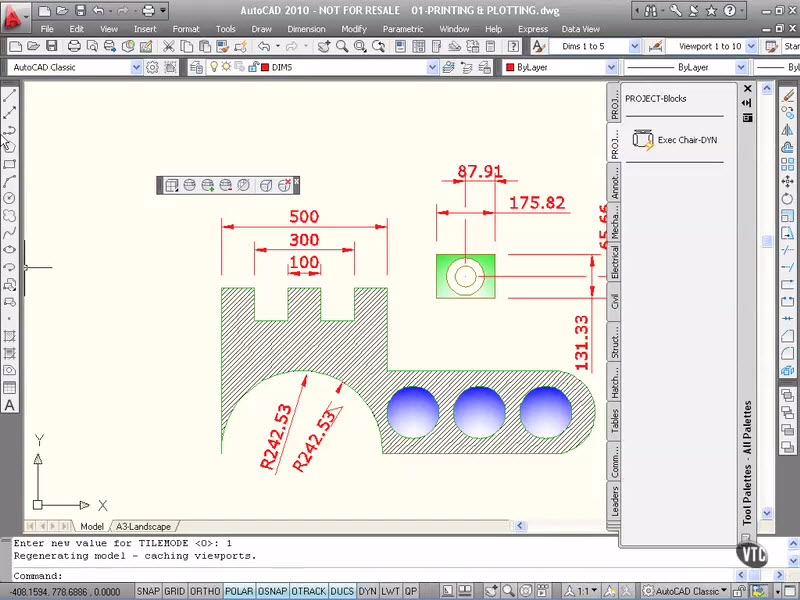 AutoCAD 2010 - NOT FOR RESALE 01-PRINTING & PLOTTING.dwg
File Edit View Insert Format Tools Draw Dimension Modify Parametric Window Help Express Data View
Dims 1 to 5 Viewport 1 to 10 Star
AutoCAD Classic DIMS ByLayer ByLayer ByL
PROJECT-Blocks
Exec Chair-DYN
PROJ...
PROJ...
Annot...
Mecha...
Electrical
Civil
Struct...
Hatch...
Tables
Comm...
Leaders
Tool Palettes - All Palettes
87.91
175.82
65.66
500
300
100
131.33
R242.53
R242.53
Y
X
Model A3-Landscape
Enter new value for TILEMODE <0>: 1
Regenerating model - caching viewports.
Command:
VTC
-408.1594, 778.6886, 0.0000 SNAP GRID ORTHO POLAR OSNAP OTRACK DUCS DYN LWT QP 1:1 AutoCAD Classic